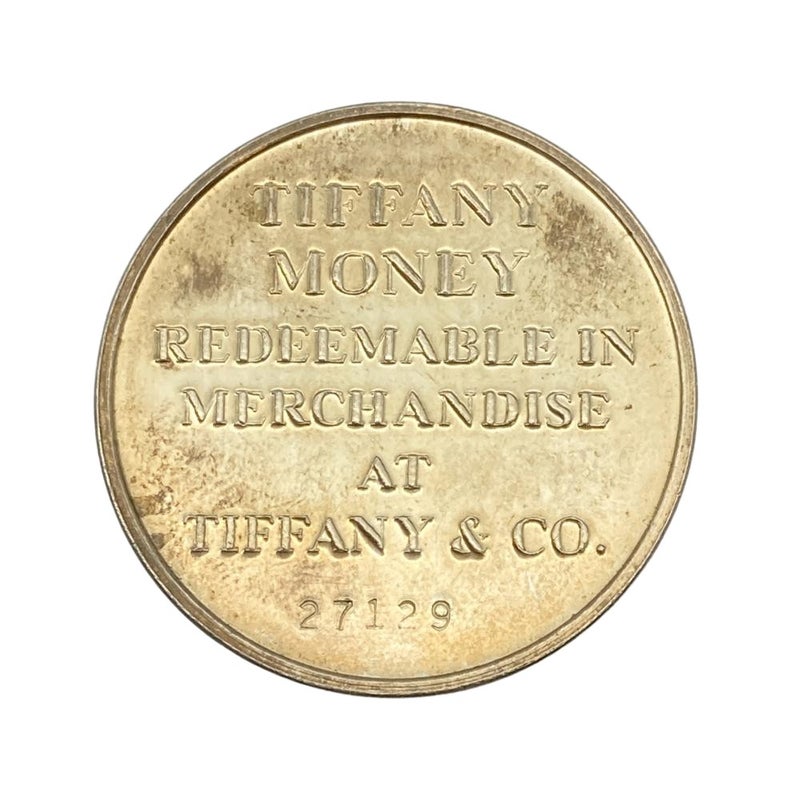 TIFFANY
MONEY
REDEEMABLE IN
MERCHANDISE
AT
TIFFANY & CO.
27129